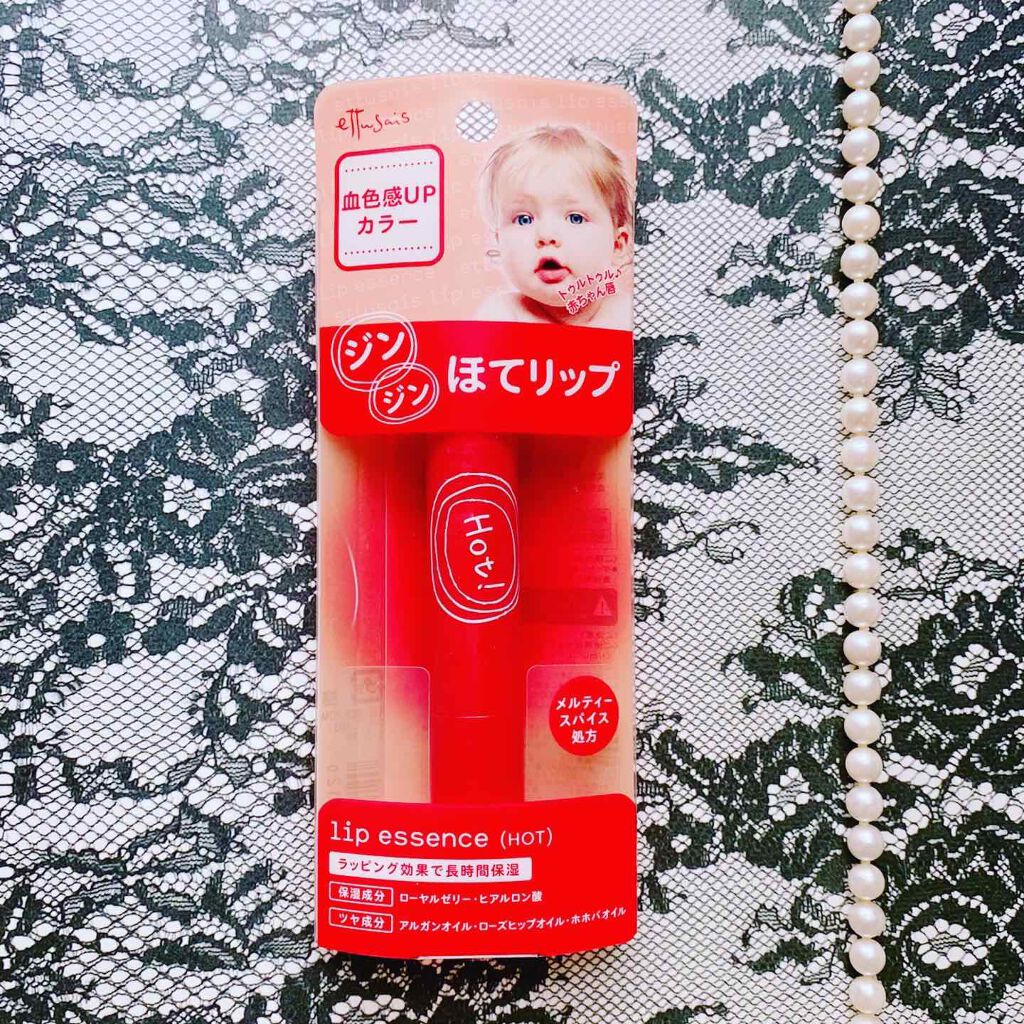 ettusais
血色感UP
カラー
トゥルトゥル♪
赤ちゃん唇
ジン
ジン
ほてリップ
Hot!
メルティー
スパイス
処方
lip essence (HOT)
ラッピング効果で長時間保湿
保湿成分 ローヤルゼリー・ヒアルロン酸
ツヤ成分 アルガンオイル・ローズヒップオイル・ホホバオイル